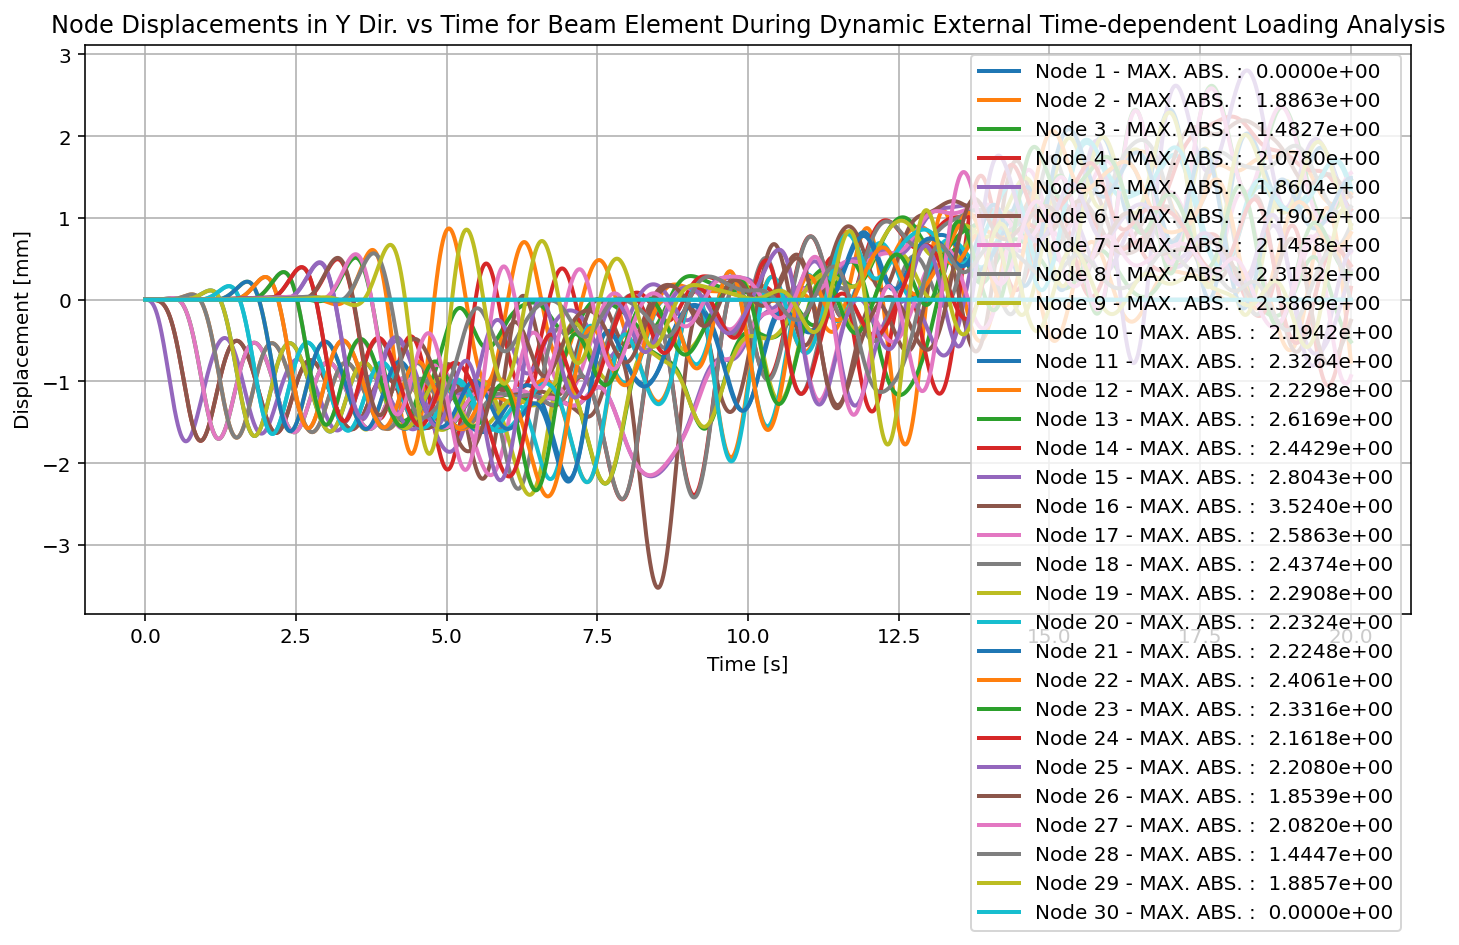 Node Displacements in Y Dir. vs Time for Beam Element During Dynamic External Time-dependent Loading Analysis
Displacement [mm]
3
2
1
0
−1
−2
−3
0.0
2.5
5.0
7.5
10.0
12.5
15.0
17.5
20.0
Time [s]
Node 1 - MAX. ABS. : 0.0000e+00
Node 2 - MAX. ABS. : 1.8863e+00
Node 3 - MAX. ABS. : 1.4827e+00
Node 4 - MAX. ABS. : 2.0780e+00
Node 5 - MAX. ABS. : 1.8604e+00
Node 6 - MAX. ABS. : 2.1907e+00
Node 7 - MAX. ABS. : 2.1458e+00
Node 8 - MAX. ABS. : 2.3132e+00
Node 9 - MAX. ABS. : 2.3869e+00
Node 10 - MAX. ABS. : 2.1942e+00
Node 11 - MAX. ABS. : 2.3264e+00
Node 12 - MAX. ABS. : 2.2298e+00
Node 13 - MAX. ABS. : 2.6169e+00
Node 14 - MAX. ABS. : 2.4429e+00
Node 15 - MAX. ABS. : 2.8043e+00
Node 16 - MAX. ABS. : 3.5240e+00
Node 17 - MAX. ABS. : 2.5863e+00
Node 18 - MAX. ABS. : 2.4374e+00
Node 19 - MAX. ABS. : 2.2908e+00
Node 20 - MAX. ABS. : 2.2324e+00
Node 21 - MAX. ABS. : 2.2248e+00
Node 22 - MAX. ABS. : 2.4061e+00
Node 23 - MAX. ABS. : 2.3316e+00
Node 24 - MAX. ABS. : 2.1618e+00
Node 25 - MAX. ABS. : 2.2080e+00
Node 26 - MAX. ABS. : 1.8539e+00
Node 27 - MAX. ABS. : 2.0820e+00
Node 28 - MAX. ABS. : 1.4447e+00
Node 29 - MAX. ABS. : 1.8857e+00
Node 30 - MAX. ABS. : 0.0000e+00